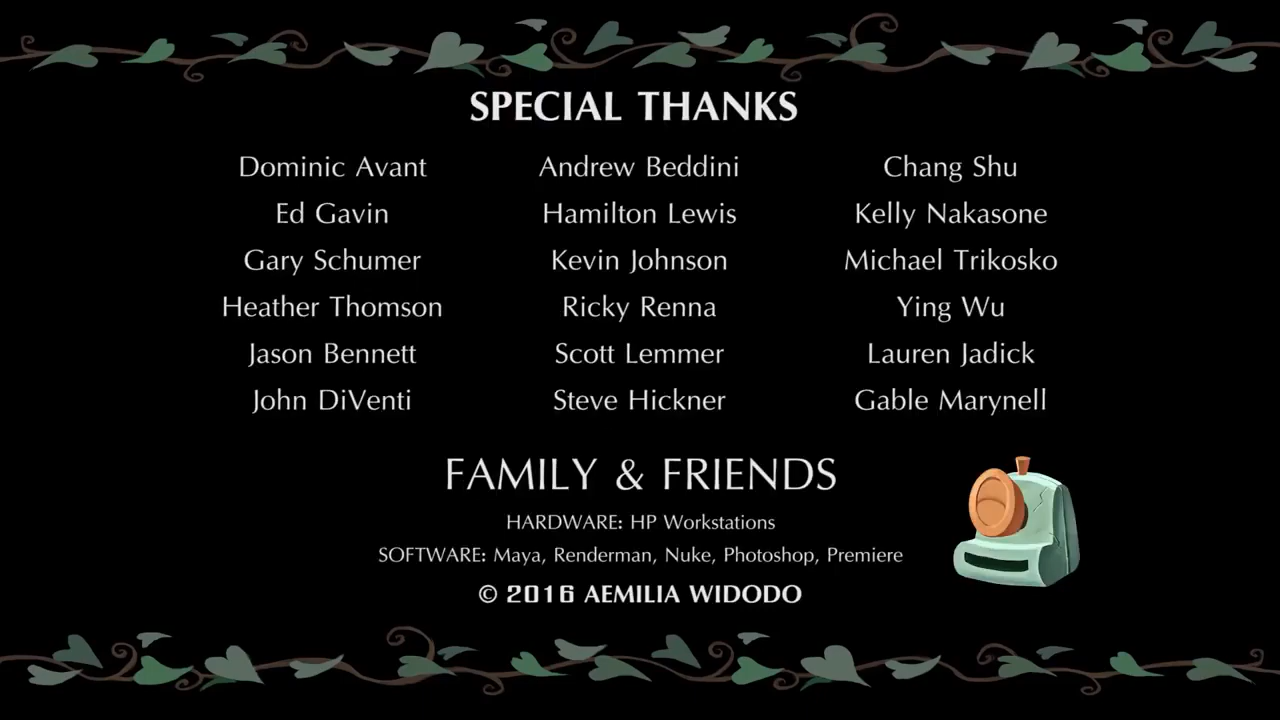 SPECIAL THANKS
Dominic Avant Andrew Beddini Chang Shu
Ed Gavin Hamilton Lewis Kelly Nakasone
Gary Schumer Kevin Johnson Michael Trikosko
Heather Thomson Ricky Renna Ying Wu
Jason Bennett Scott Lemmer Lauren Jadick
John DiVenti Steve Hickner Gable Marynell
FAMILY & FRIENDS
HARDWARE: HP Workstations
SOFTWARE: Maya, Renderman, Nuke, Photoshop, Premiere
© 2016 AEMILIA WIDODO